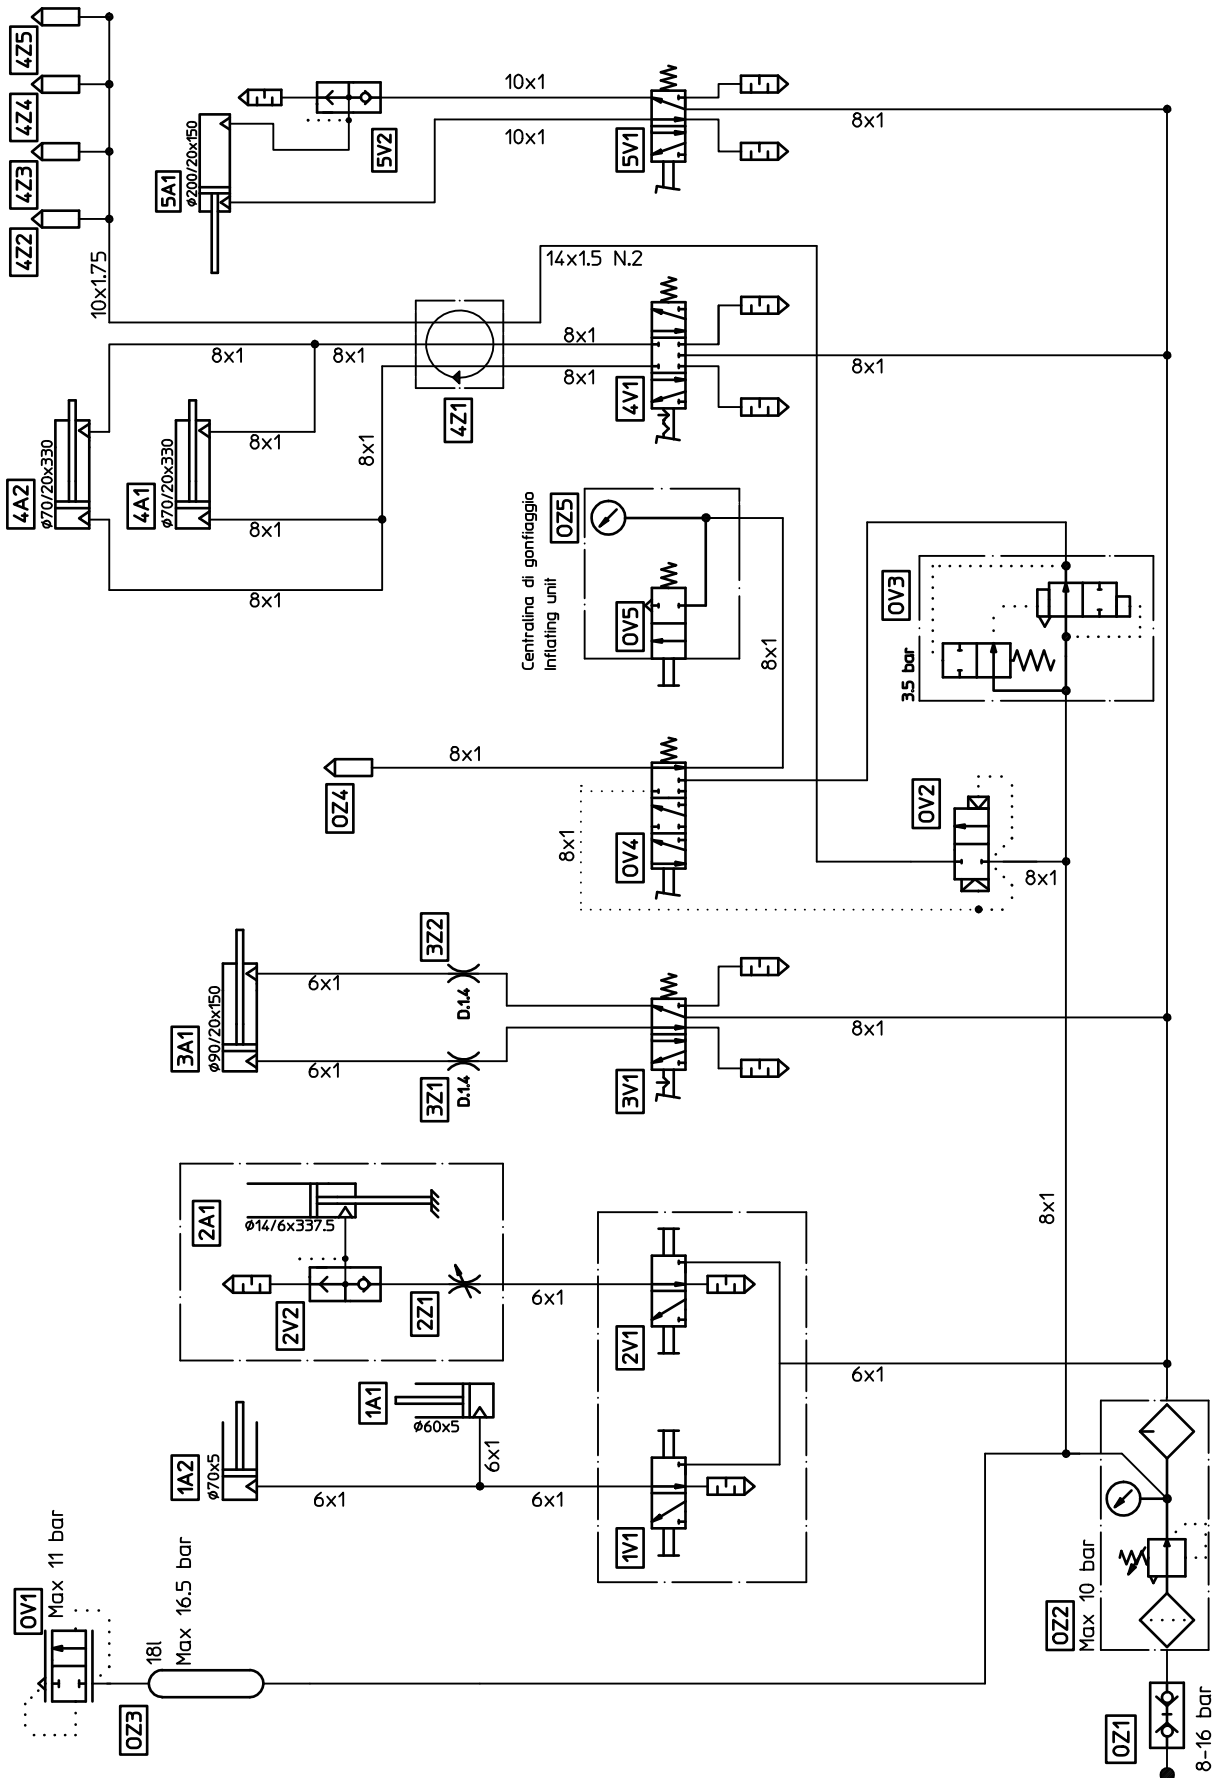 4Z5
4Z4
4Z3
4Z2
10x1.75
5A1
ø200/20x150
5V2
10x1
10x1
5V1
8x1
14x1.5 N.2
8x1
8x1
8x1
8x1
8x1
4Z1
4V1
4A2
ø70/20x330
4A1
ø70/20x330
8x1
8x1
8x1
8x1
Centralina di gonfiaggio
Inflating unit
0Z5
0V5
8x1
0V3
3.5 bar
0Z4
8x1
8x1
0V4
0V2
8x1
3A1
ø90/20x150
6x1
6x1
3Z2
D.1.4
3Z1
D.1.4
3V1
8x1
8x1
2A1
ø14/6x337.5
2V2
2Z1
6x1
2V1
6x1
1A2
ø70x5
1A1
ø60x5
6x1
6x1
6x1
1V1
0V1
Max 11 bar
18l
Max 16.5 bar
0Z3
0Z2
Max 10 bar
0Z1
8-16 bar